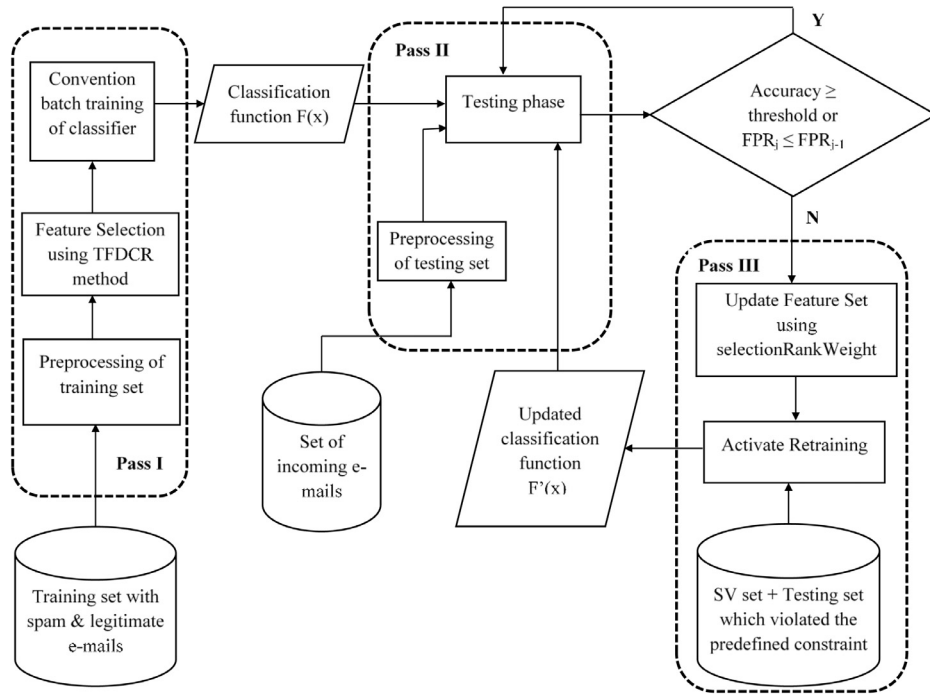 Y
Pass II
Convention
batch training
of classifier
Classification
function F(x)
Testing phase
Accuracy ≥
threshold or
FPRj ≤ FPRj-1
N
Feature Selection
using TFDCR
method
Preprocessing
of testing set
Pass III
Update Feature Set
using
selectionRankWeight
Preprocessing of
training set
Set of
incoming e-
mails
Updated
classification
function
F’(x)
Activate Retraining
Pass I
Training set with
spam & legitimate
e-mails
SV set + Testing set
which violated the
predefined constraint